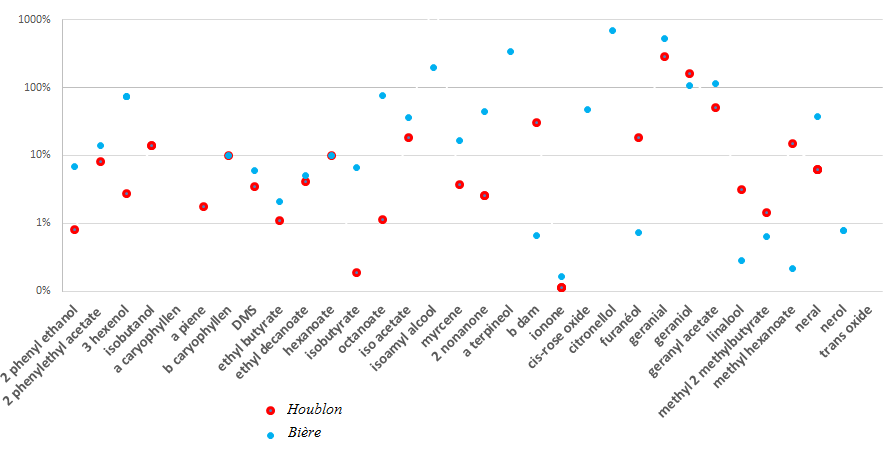 1000%
100%
10%
1%
0%
2 phenyl ethanol
2 phenylethyl acetate
3 hexenol
isobutanol
a caryophyllen
a piene
b caryophyllen
DMS
ethyl butyrate
ethyl decanoate
hexanoate
isobutyrate
octanoate
iso acetate
isoamyl alcool
myrcene
2 nonanone
a terpineol
b dam
ionone
cis-rose oxide
citronellol
furanéol
geranial
geraniol
geranyl acetate
linalool
methyl 2 methylbutyrate
methyl hexanoate
neral
nerol
trans oxide
Houblon
Bière